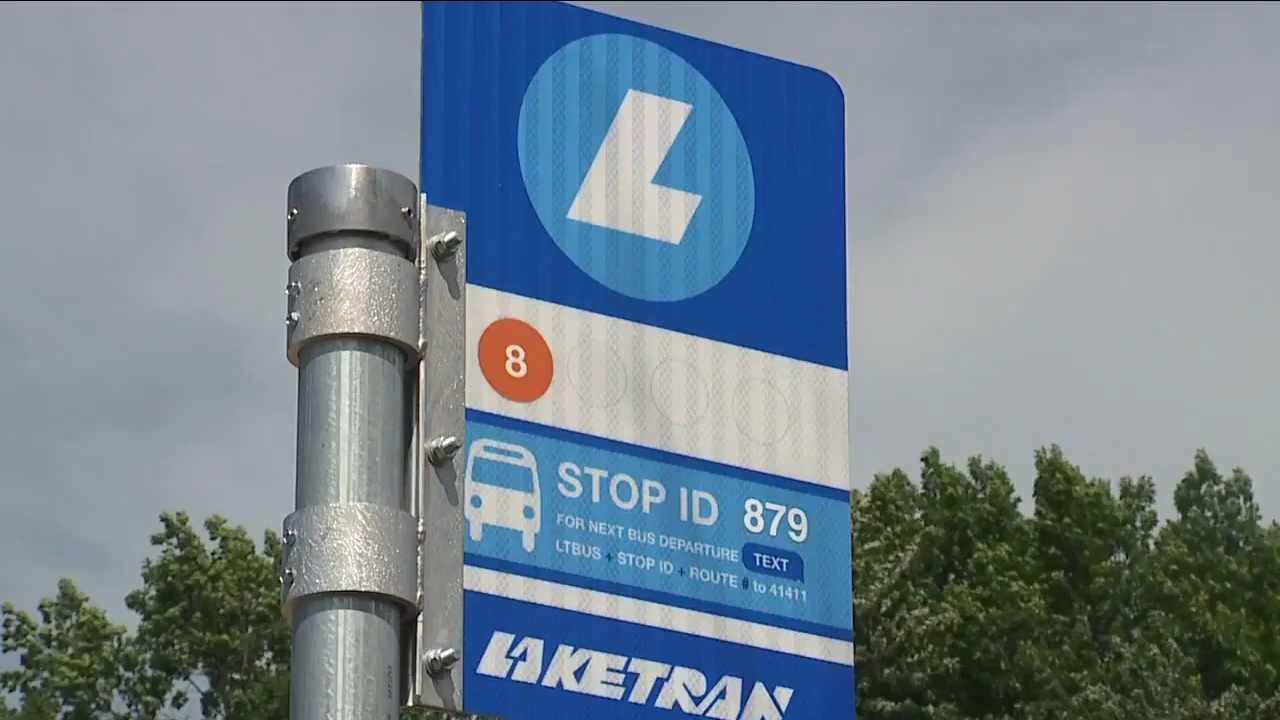 L
8
STOP ID 879
FOR NEXT BUS DEPARTURE TEXT
LTBUS + STOP ID + ROUTE # to 41411
LAKETRAN